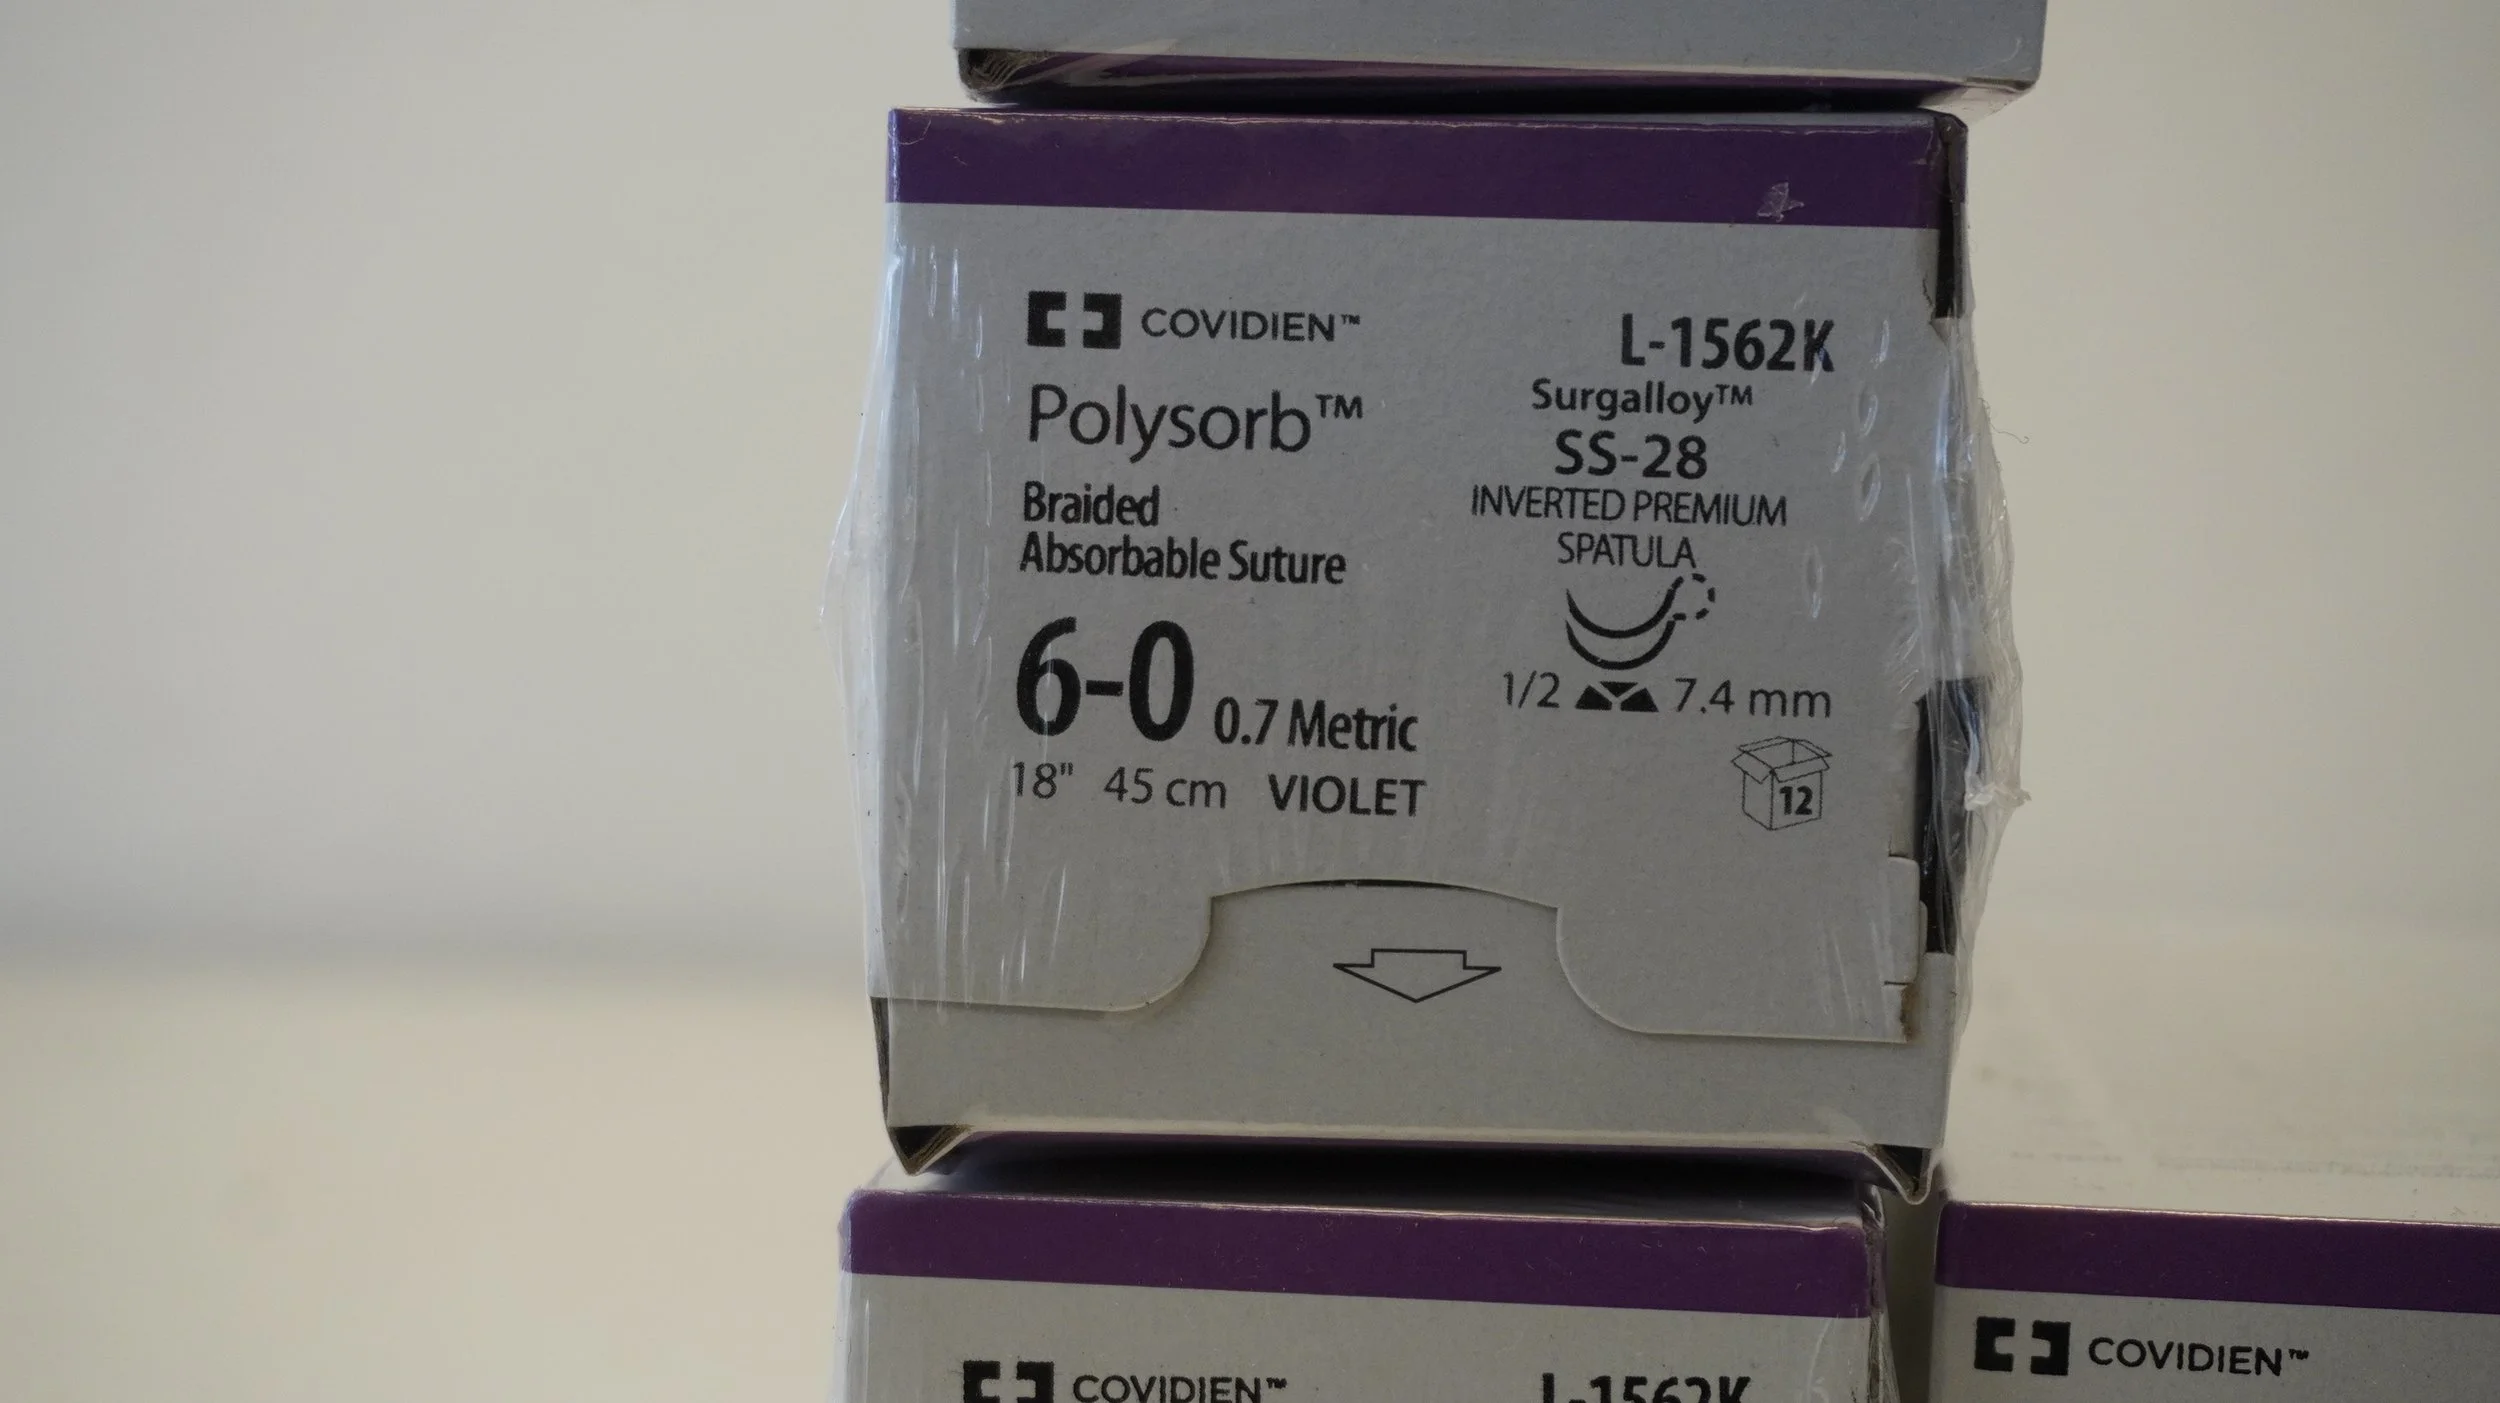 COVIDIEN™
Polysorb™
Braided
Absorbable Suture
6-0 0.7 Metric
18" 45 cm VIOLET
L-1562K
Surgalloy™
SS-28
INVERTED PREMIUM
SPATULA
1/2 7.4 mm
12
COVIDIEN™ L-1562K
COVIDIEN™